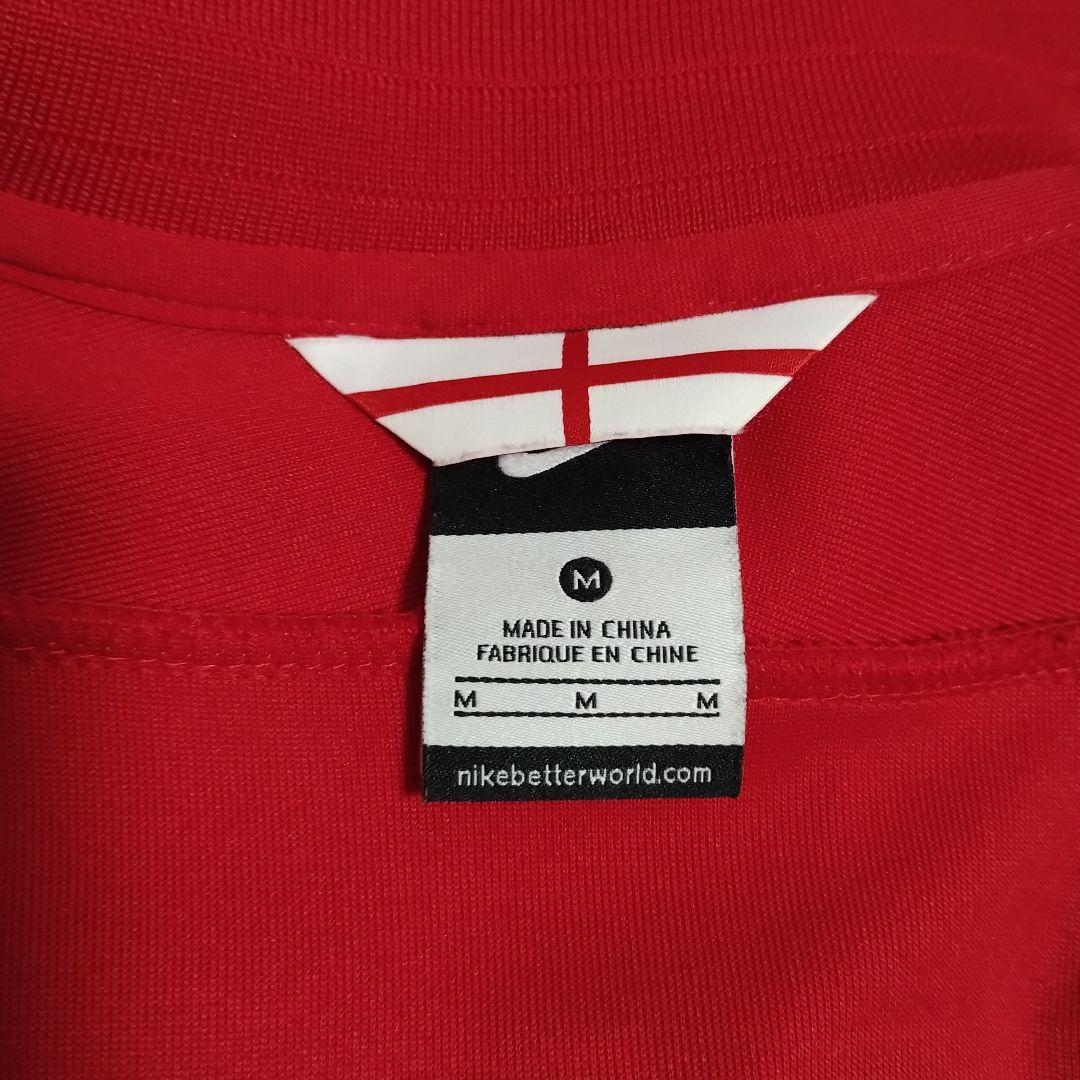 M
MADE IN CHINA
FABRIQUE EN CHINE
M M M
nikebetterworld.com